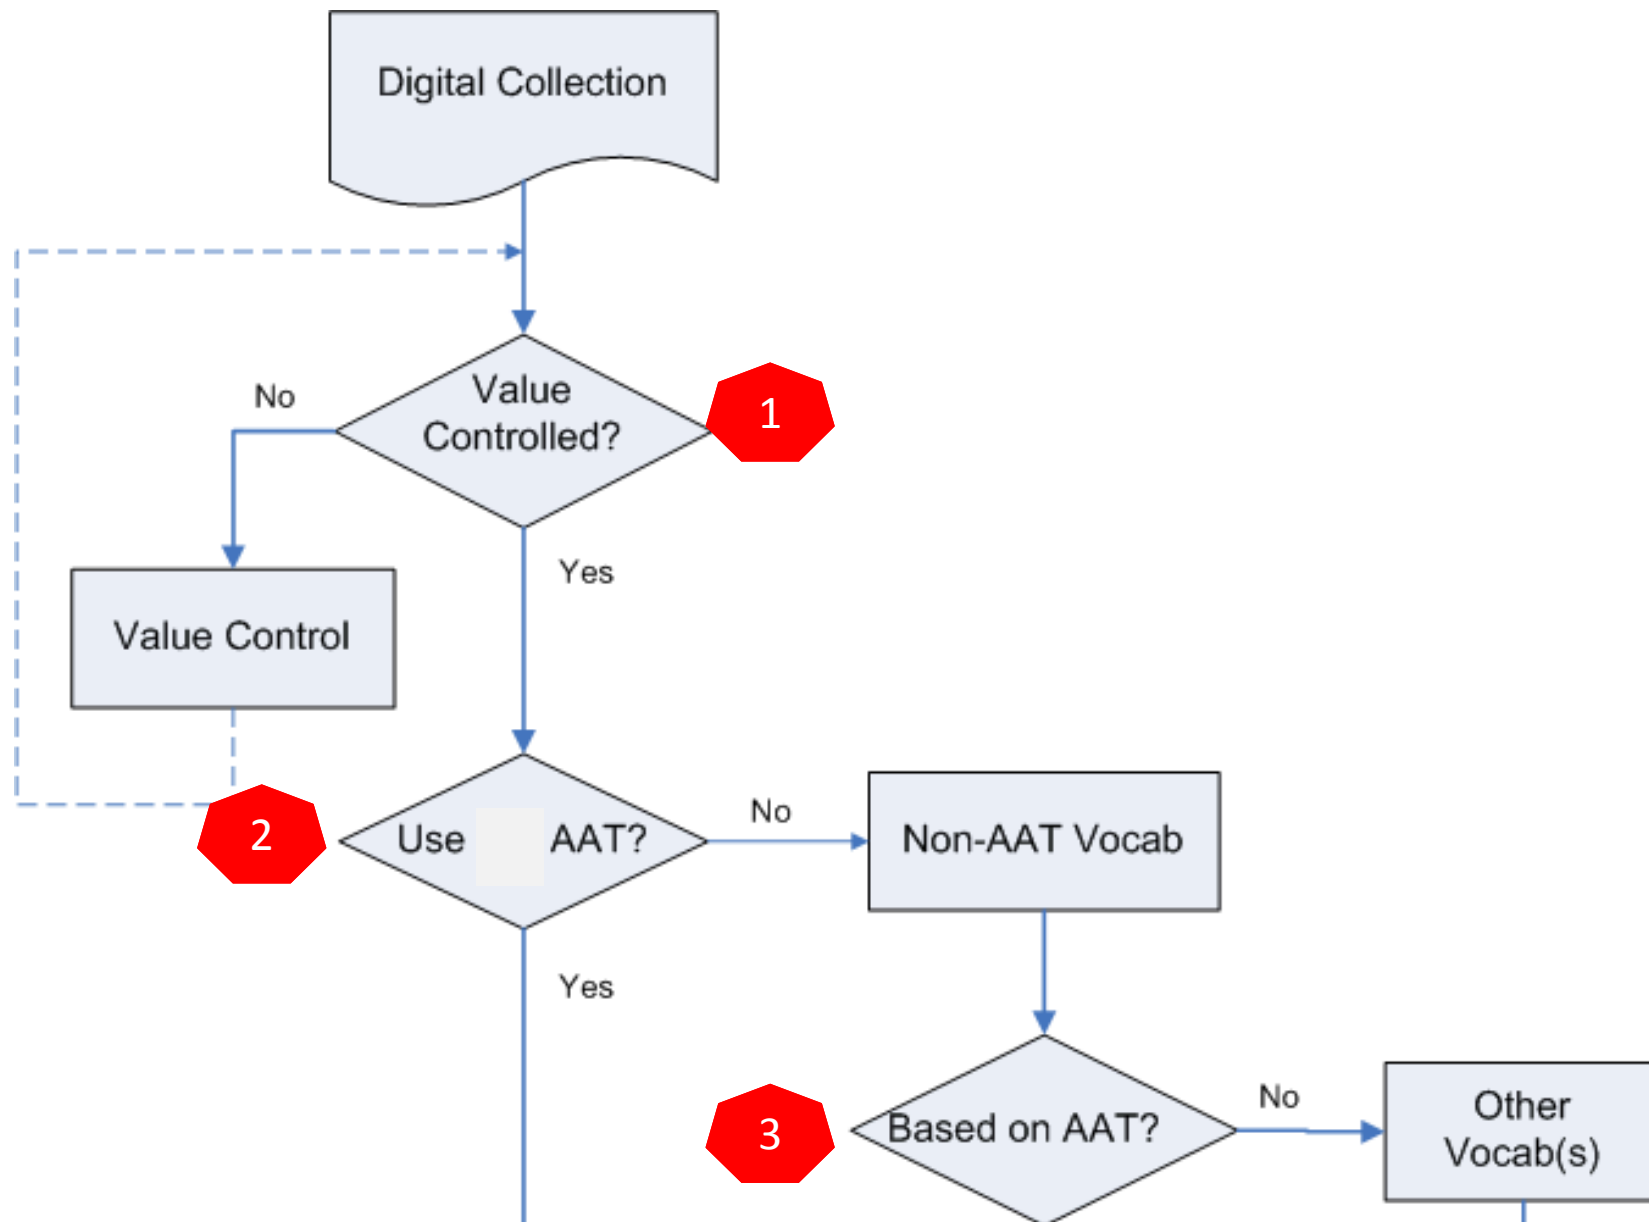 Digital Collection
No
Value
Controlled?
1
Yes
Value Control
2
Use AAT?
No
Non-AAT Vocab
Yes
3
Based on AAT?
No
Other
Vocab(s)